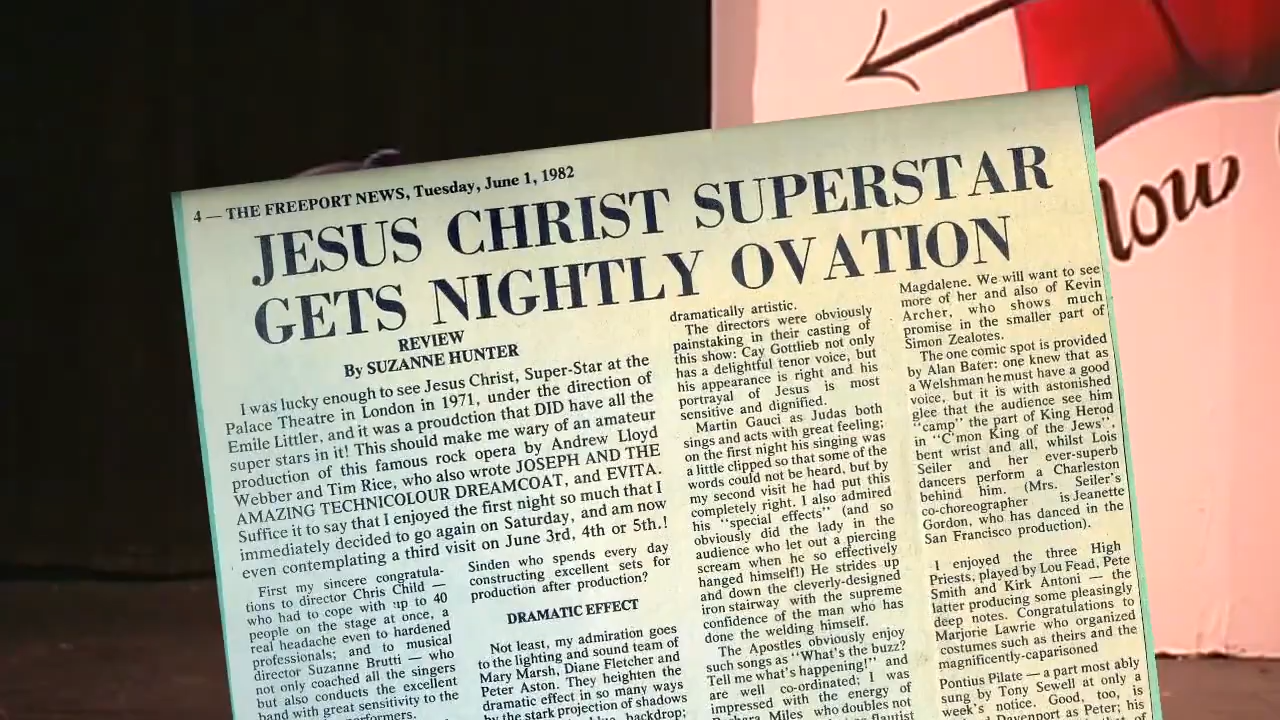 4 — THE FREEPORT NEWS, Tuesday, June 1, 1982
JESUS CHRIST SUPERSTAR
GETS NIGHTLY OVATION
REVIEW
By SUZANNE HUNTER
I was lucky enough to see Jesus Christ, Super-Star at the
Palace Theatre in London in 1971, under the direction of
Emile Littler, and it was a proudction that DID have all the
super stars in it! This should make me wary of an amateur
production of this famous rock opera by Andrew Lloyd
Webber and Tim Rice, who also wrote JOSEPH AND THE
AMAZING TECHNICOLOUR DREAMCOAT, and EVITA.
Suffice it to say that I enjoyed the first night so much that I
immediately decided to go again on Saturday, and am now
even contemplating a third visit on June 3rd, 4th or 5th.!
First my sincere congratula-
tions to director Chris Child —
who had to cope with up to 40
people on the stage at once, a
real headache even to hardened
professionals; and to musical
director Suzanne Brutti — who
not only coached all the singers
but also conducts the excellent
band with great sensitivity to the
performers.
Sinden who spends every day
constructing excellent sets for
production after production?
DRAMATIC EFFECT
Not least, my admiration goes
to the lighting and sound team of
Mary Marsh, Diane Fletcher and
Peter Aston. They heighten the
dramatic effect in so many ways
by the stark projection of shadows
backdrop;
dramatically artistic.
The directors were obviously
painstaking in their casting of
this show: Cay Gottlieb not only
has a delightful tenor voice, but
his appearance is right and his
portrayal of Jesus is most
sensitive and dignified.
Martin Gauci as Judas both
sings and acts with great feeling;
on the first night his singing was
a little clipped so that some of the
words could not be heard, but by
my second visit he had put this
completely right. I also admired
his "special effects" (and so
obviously did the lady in the
audience who let out a piercing
scream when he so effectively
hanged himself!) He strides up
and down the cleverly-designed
iron stairway with the supreme
confidence of the man who has
done the welding himself.
The Apostles obviously enjoy
such songs as "What's the buzz?
Tell me what's happening!" and
are well co-ordinated; I was
impressed with the energy of
Miles who doubles not
flautist
Magdalene. We will want to see
more of her and also of Kevin
Archer, who shows much
promise in the smaller part of
Simon Zealotes.
The one comic spot is provided
by Alan Bater: one knew that as
a Welshman he must have a good
voice, but it is with astonished
glee that the audience see him
"camp" the part of King Herod
in "C'mon King of the Jews",
bent wrist and all, whilst Lois
Seiler and her ever-superb
dancers perform a Charleston
behind him. (Mrs. Seiler's
co-choreographer is Jeanette
Gordon, who has danced in the
San Francisco production).
I enjoyed the three High
Priests, played by Lou Fead, Pete
Smith and Kirk Antoni — the
latter producing some pleasingly
deep notes. Congratulations to
Marjorie Lawrie who organized
costumes such as theirs and the
magnificently-caparisoned
Pontius Pilate — a part most ably
sung by Tony Sewell at only a
week's notice. Good, too, is
Davenport as Peter; his
low